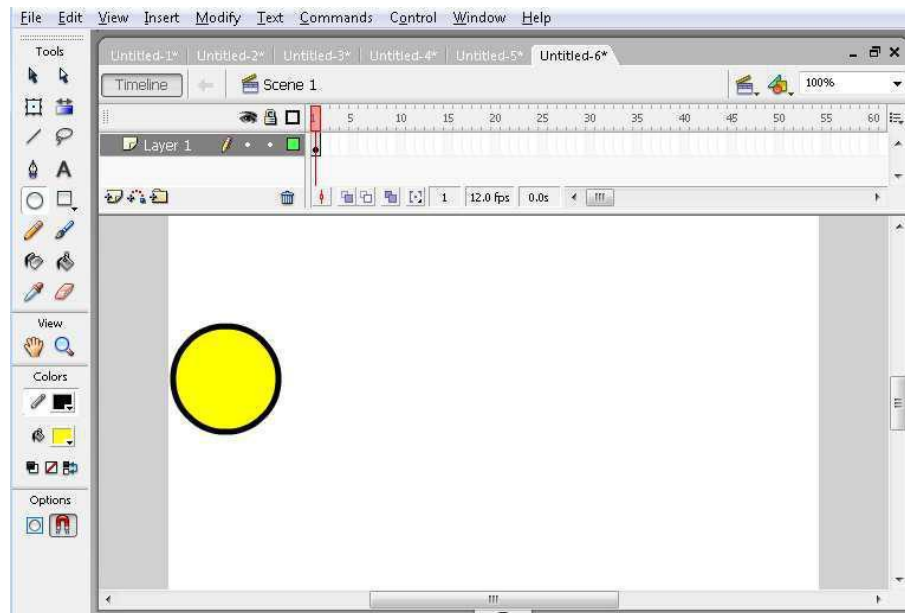 File Edit View Insert Modify Text Commands Control Window Help
Tools
Untitled-1* Untitled-2* Untitled-3* Untitled-4* Untitled-5* Untitled-6*
Timeline Scene 1 100%
1 5 10 15 20 25 30 35 40 45 50 55 60
Layer 1
A
1 12.0 fps 0.0s
View
Colors
Options